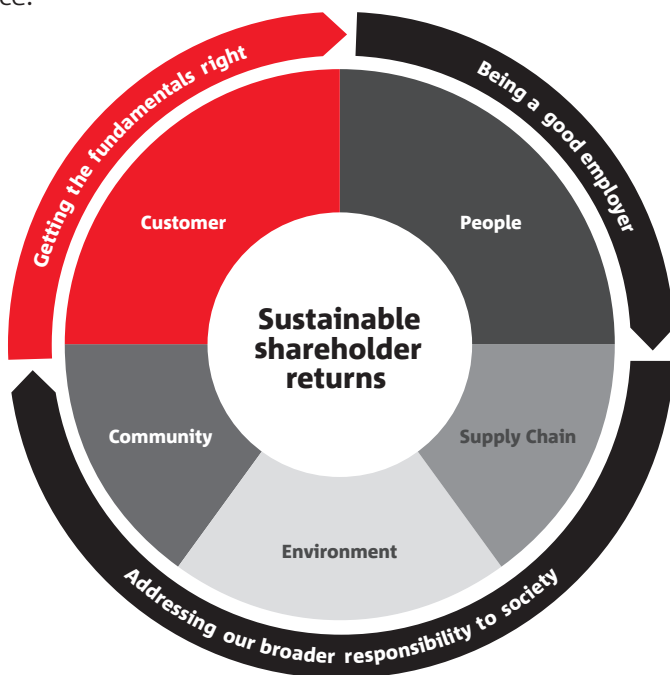 Getting the fundamentals right
Being a good employer
Customer
People
Sustainable
shareholder
returns
Community
Supply Chain
Environment
Addressing our broader responsibility to society